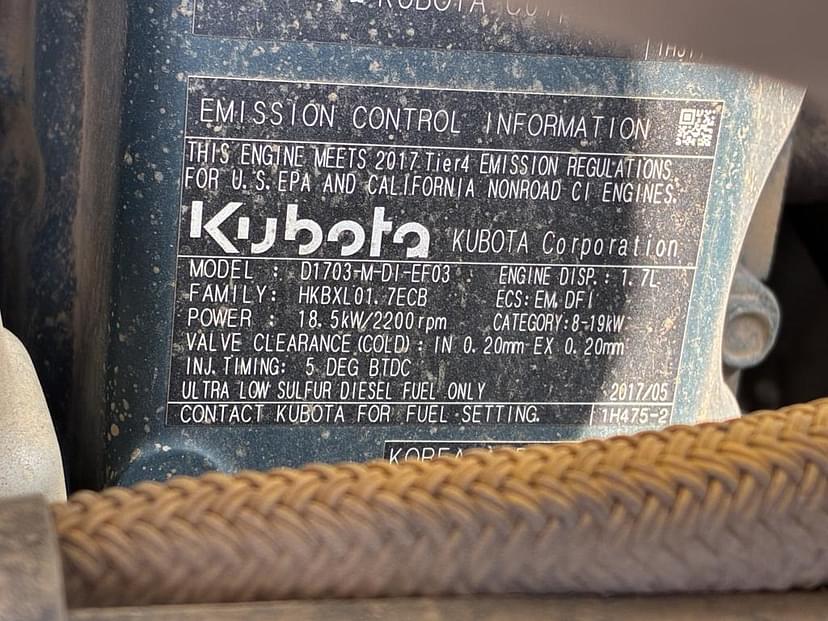 KUBOTA
1H31
EMISSION CONTROL INFORMATION
THIS ENGINE MEETS 2017 Tier4 EMISSION REGULATIONS
FOR U.S.EPA AND CALIFORNIA NONROAD CI ENGINES.
Kubota KUBOTA Corporation
MODEL : D1703-M-DI-EF03 ENGINE DISP.: 1.7L
FAMILY: HKBXL01.7ECB ECS: EM, DFI
POWER : 18.5kW/2200rpm CATEGORY:8-19kW
VALVE CLEARANCE (COLD) : IN 0.20mm EX 0.20mm
INJ. TIMING: 5 DEG BTDC
ULTRA LOW SULFUR DIESEL FUEL ONLY 2017/05
CONTACT KUBOTA FOR FUEL SETTING. 1H475-2
KOREA